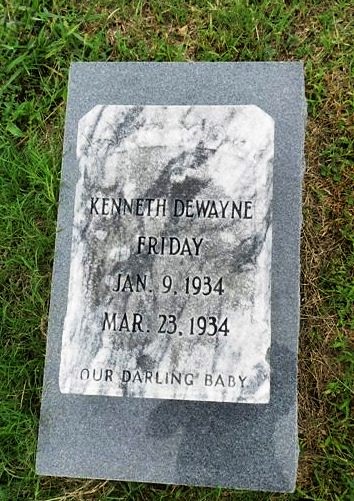 KENNETH DEWAYNE
FRIDAY
JAN. 9, 1934
MAR. 23, 1934
OUR DARLING BABY